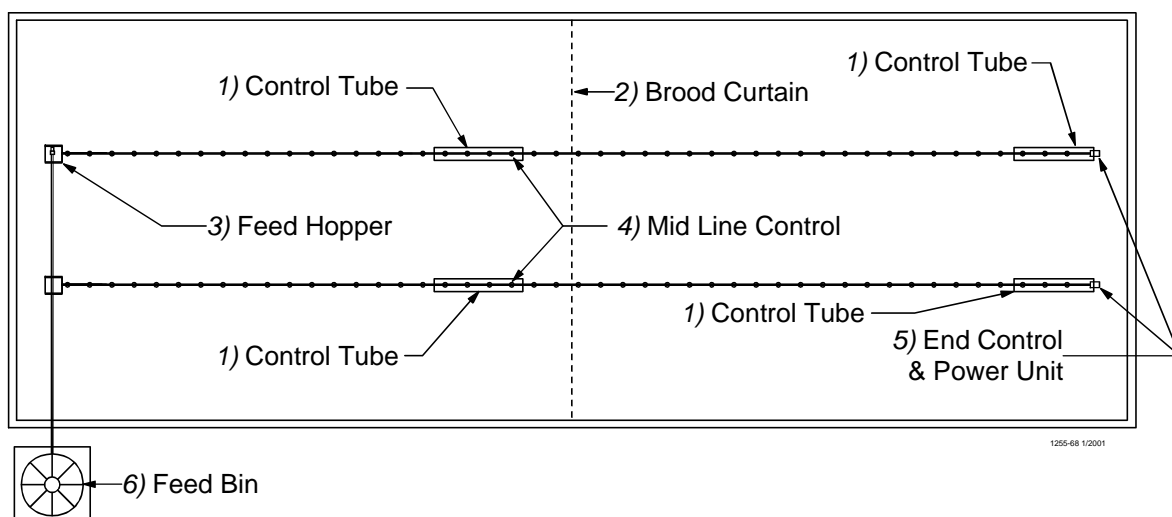 1) Control Tube
1) Control Tube
2) Brood Curtain
3) Feed Hopper
4) Mid Line Control
1) Control Tube
1) Control Tube
5) End Control
& Power Unit
1255-68 1/2001
6) Feed Bin